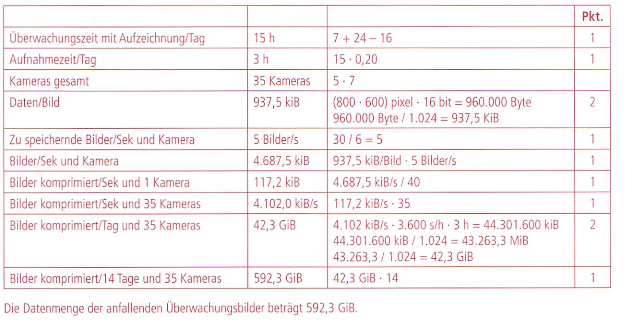 Pkt.
Überwachungszeit mit Aufzeichnung/Tag 15 h 7 + 24 – 16 1
Aufnahmezeit/Tag 3 h 15 · 0,20 1
Kameras gesamt 35 Kameras 5 · 7
Daten/Bild 937,5 kiB (800 · 600) pixel · 16 bit = 960.000 Byte 2
960.000 Byte / 1.024 = 937,5 KiB
Zu speichernde Bilder/Sek und Kamera 5 Bilder/s 30 / 6 = 5 1
Bilder/Sek und Kamera 4.687,5 kiB 937,5 kiB/Bild · 5 Bilder/s 1
Bilder komprimiert/Sek und 1 Kamera 117,2 kiB 4.687,5 kiB/s / 40 1
Bilder komprimiert/Sek und 35 Kameras 4.102,0 kiB/s 117,2 kiB/s · 35 1
Bilder komprimiert/Tag und 35 Kameras 42,3 GiB 4.102 kiB/s · 3.600 s/h · 3 h = 44.301.600 kiB 2
44.301.600 kiB / 1.024 = 43.263,3 MiB
43.263,3 / 1.024 = 42,3 GiB
Bilder komprimiert/14 Tage und 35 Kameras 592,3 GiB 42,3 GiB · 14 1
Die Datenmenge der anfallenden Überwachungsbilder beträgt 592,3 GiB.